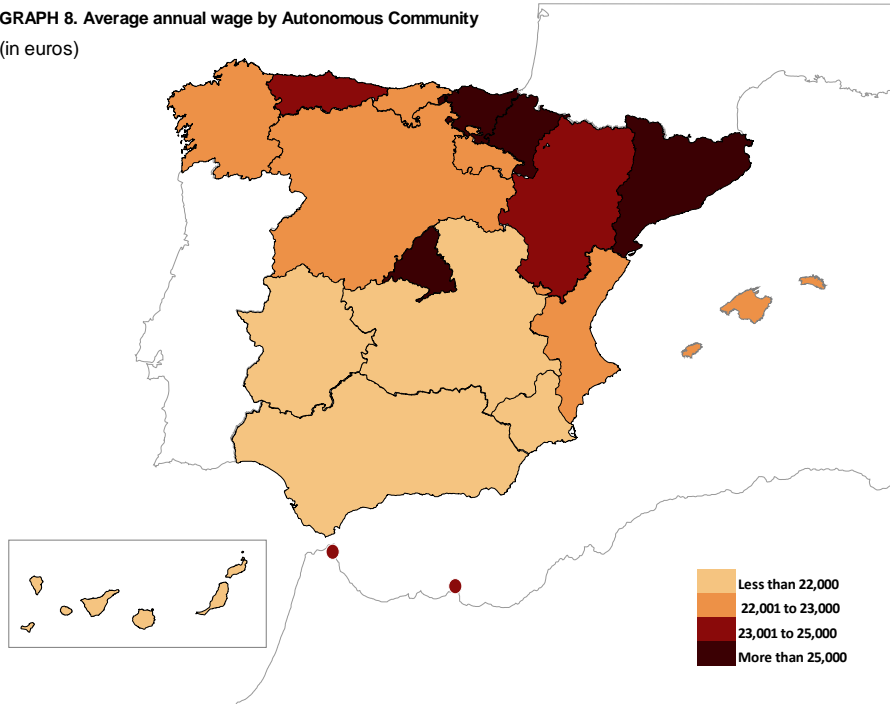 GRAPH 8. Average annual wage by Autonomous Community
(in euros)
Less than 22,000
22,001 to 23,000
23,001 to 25,000
More than 25,000